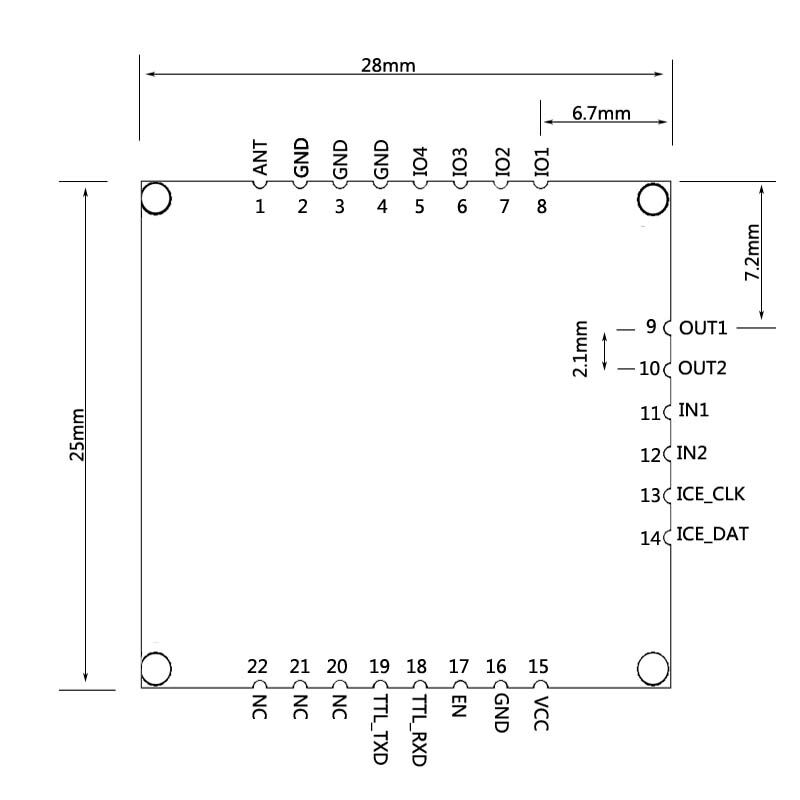 28mm
6.7mm
ANT GND GND GND IO4 IO3 IO2 IO1
1 2 3 4 5 6 7 8
7.2mm
9 OUT1
2.1mm
10 OUT2
11 IN1
25mm
12 IN2
13 ICE_CLK
14 ICE_DAT
22 21 20 19 18 17 16 15
NC NC NC TTL_TXD TTL_RXD EN GND VCC